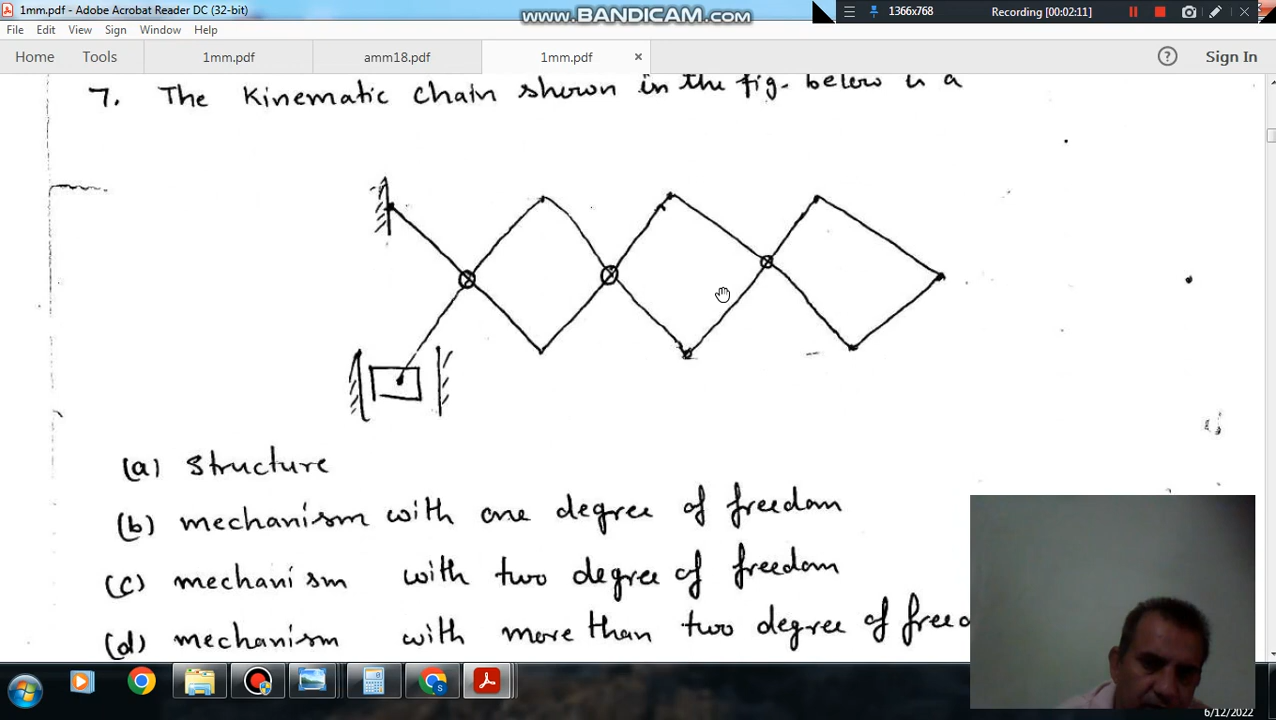 1mm.pdf - Adobe Acrobat Reader DC (32-bit)
www.BANDICAM.com
1366x768
Recording [00:02:11]
File Edit View Sign Window Help
Home Tools 1mm.pdf amm18.pdf 1mm.pdf × ? Sign In
7. The Kinematic chain shown in the fig. below is a
(a) structure
(b) mechanism with one degree of freedom
(c) mechanism with two degree of freedom
(d) mechanism with more than two degree of freed
6/12/2022